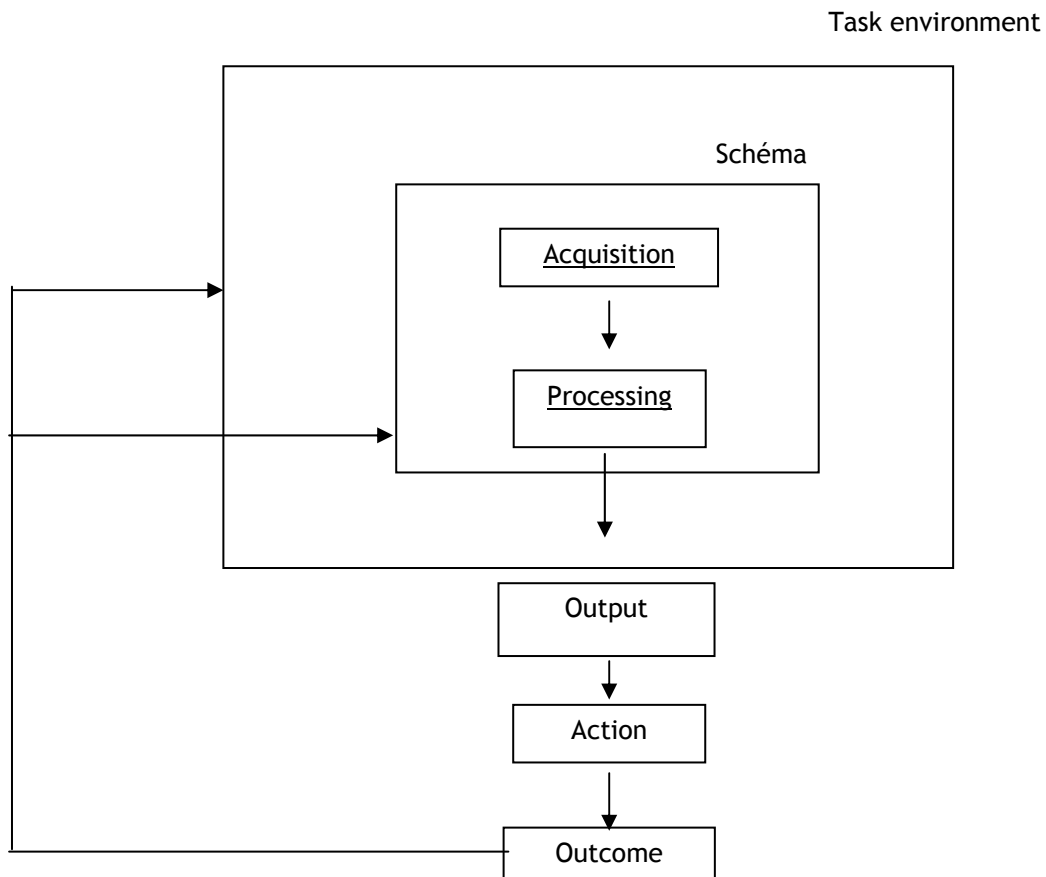 Task environment
Schéma
Acquisition
Processing
Output
Action
Outcome